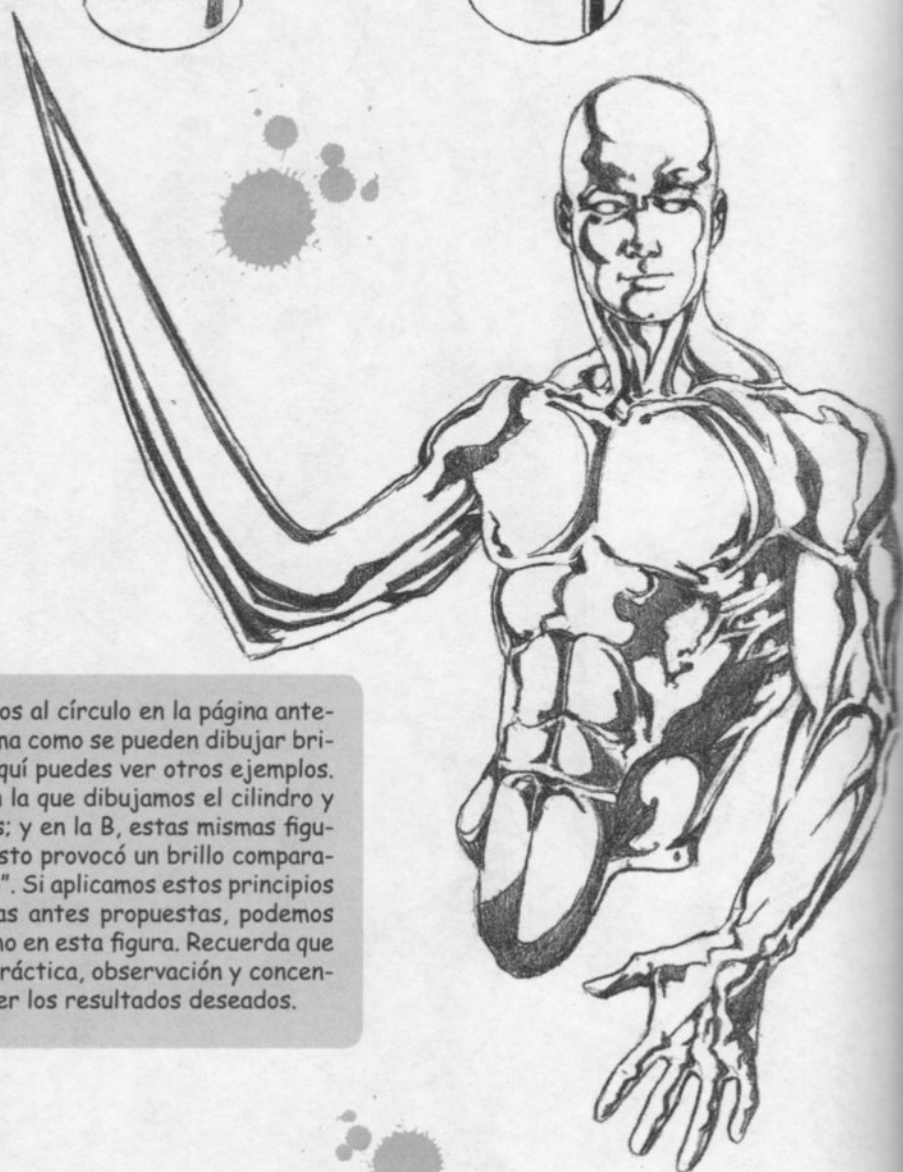 os al círculo en la página ante-
na como se pueden dibujar bri-
quí puedes ver otros ejemplos.
n la que dibujamos el cilindro y
s; y en la B, estas mismas figu-
sto provocó un brillo compara-
". Si aplicamos estos principios
as antes propuestas, podemos
no en esta figura. Recuerda que
ráctica, observación y concen-
er los resultados deseados.